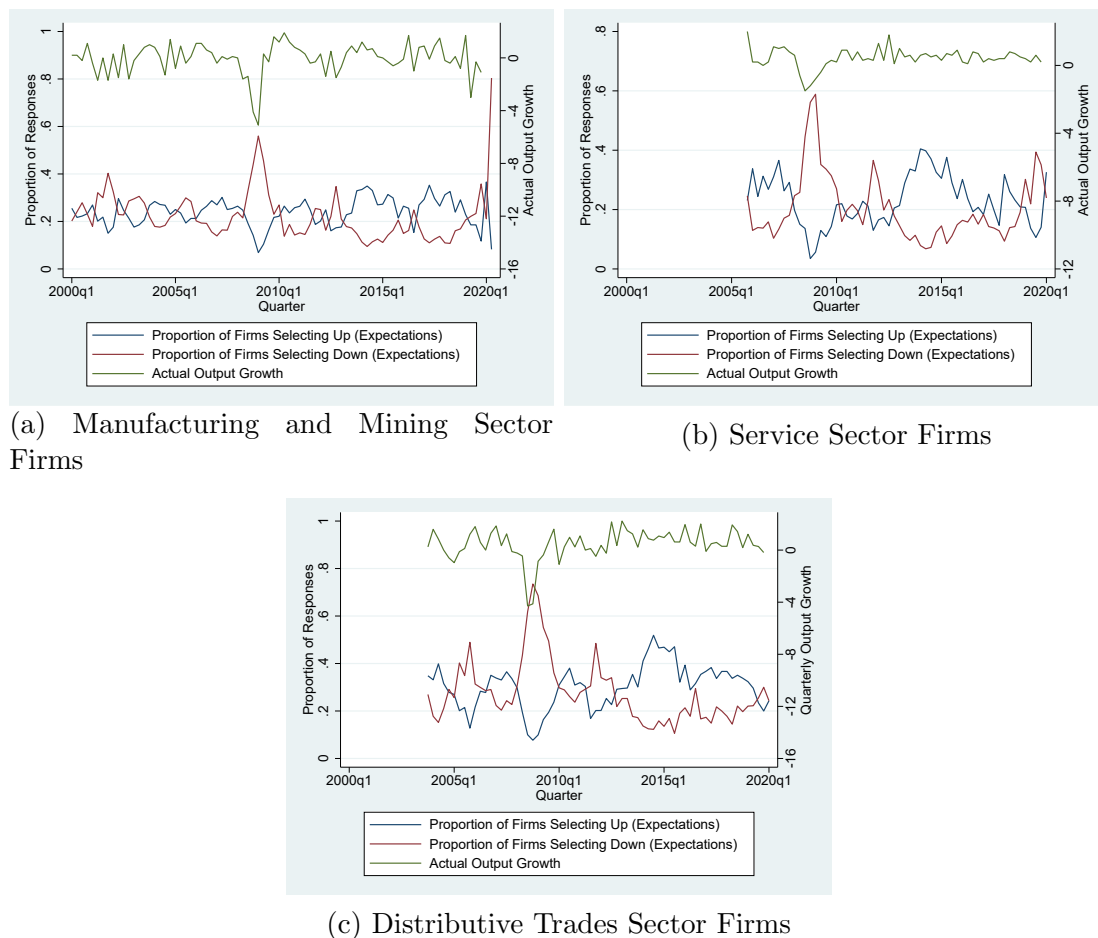 Proportion of Responses
0 .2 .4 .6 .8 1
Actual Output Growth
-16 -12 -8 -4 0
2000q1 2005q1 2010q1 2015q1 2020q1
Quarter
Proportion of Firms Selecting Up (Expectations)
Proportion of Firms Selecting Down (Expectations)
Actual Output Growth
(a) Manufacturing and Mining Sector
Firms
Proportion of Responses
0 .2 .4 .6 .8
Actual Output Growth
-12 -8 -4 0
2000q1 2005q1 2010q1 2015q1 2020q1
Quarter
Proportion of Firms Selecting Up (Expectations)
Proportion of Firms Selecting Down (Expectations)
Actual Output Growth
(b) Service Sector Firms
Proportion of Responses
0 .2 .4 .6 .8 1
Quarterly Output Growth
-16 -12 -8 -4 0
2000q1 2005q1 2010q1 2015q1 2020q1
Quarter
Proportion of Firms Selecting Up (Expectations)
Proportion of Firms Selecting Down (Expectations)
Actual Output Growth
(c) Distributive Trades Sector Firms